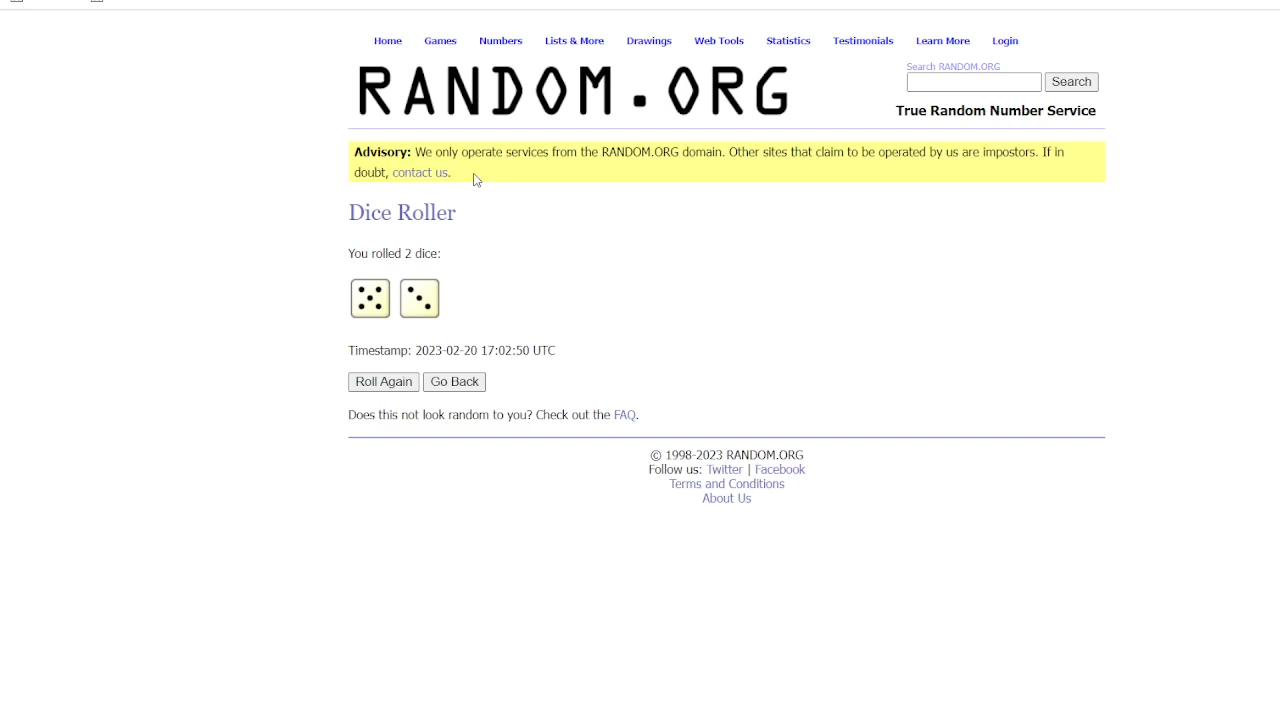 Home Games Numbers Lists & More Drawings Web Tools Statistics Testimonials Learn More Login
RANDOM.ORG
Search RANDOM.ORG
Search
True Random Number Service
Advisory: We only operate services from the RANDOM.ORG domain. Other sites that claim to be operated by us are impostors. If in
doubt, contact us.
Dice Roller
You rolled 2 dice:
Timestamp: 2023-02-20 17:02:50 UTC
Roll Again Go Back
Does this not look random to you? Check out the FAQ.
© 1998-2023 RANDOM.ORG
Follow us: Twitter | Facebook
Terms and Conditions
About Us